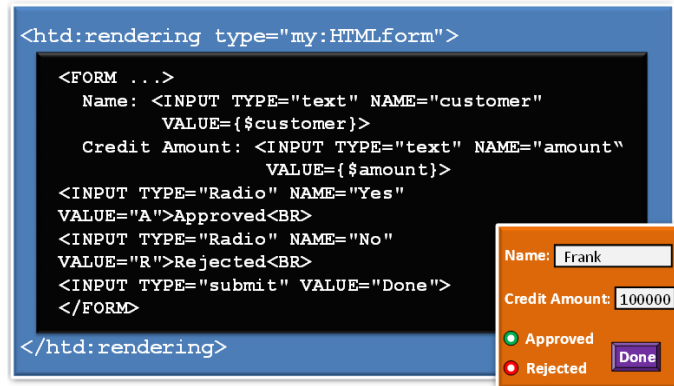 <htd:rendering type="my:HTMLform">
<FORM ...>
Name: <INPUT TYPE="text" NAME="customer"
VALUE={$customer}>
Credit Amount: <INPUT TYPE="text" NAME="amount“
VALUE={$amount}>
<INPUT TYPE="Radio" NAME="Yes"
VALUE="A">Approved<BR>
<INPUT TYPE="Radio" NAME="No"
VALUE="R">Rejected<BR>
<INPUT TYPE="submit" VALUE="Done">
</FORM>
</htd:rendering>
Name: Frank
Credit Amount: 100000
Approved
Rejected
Done